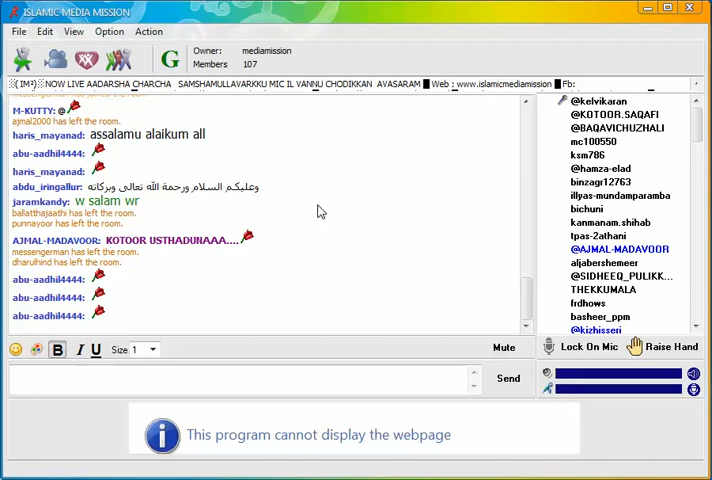 ISLAMIC MEDIA MISSION
File Edit View Option Action
G
Owner: mediamission
Members 107
(IM²) NOW LIVE AADARSHA CHARCHA SAMSHAMULLAVARKKU MIC IL VANNU CHODIKKAN AVASARAM Web : www.islamicmediamission Fb:
M-KUTTY: @
ajmal2000 has left the room.
haris_mayanad: assalamu alaikum all
abu-aadhil4444:
haris_mayanad:
abdu_iringallur: وعليكم السلام ورحمة الله تعالى وبركاته
jaramkandy: w salam wr
ballatthajaathi has left the room.
punnayoor has left the room.
AJMAL-MADAVOOR: KOTOOR USTHADUNAAA....
messengerman has left the room.
dharulhind has left the room.
abu-aadhil4444:
abu-aadhil4444:
abu-aadhil4444:
@kelvikaran
@KOTOOR.SAQAFI
@BAQAVICHUZHALI
mc100550
ksm786
@hamza-elad
binzagr12763
illyas-mundamparamba
bichuni
kanmanam.shihab
tpas-2athani
@AJMAL-MADAVOOR
aljabershemeer
@SIDHEEQ_PULIKK...
THEKKUMALA
frdhows
basheer_ppm
@kizhisseri
B I U Size 1 Mute
Lock On Mic Raise Hand
Send
This program cannot display the webpage